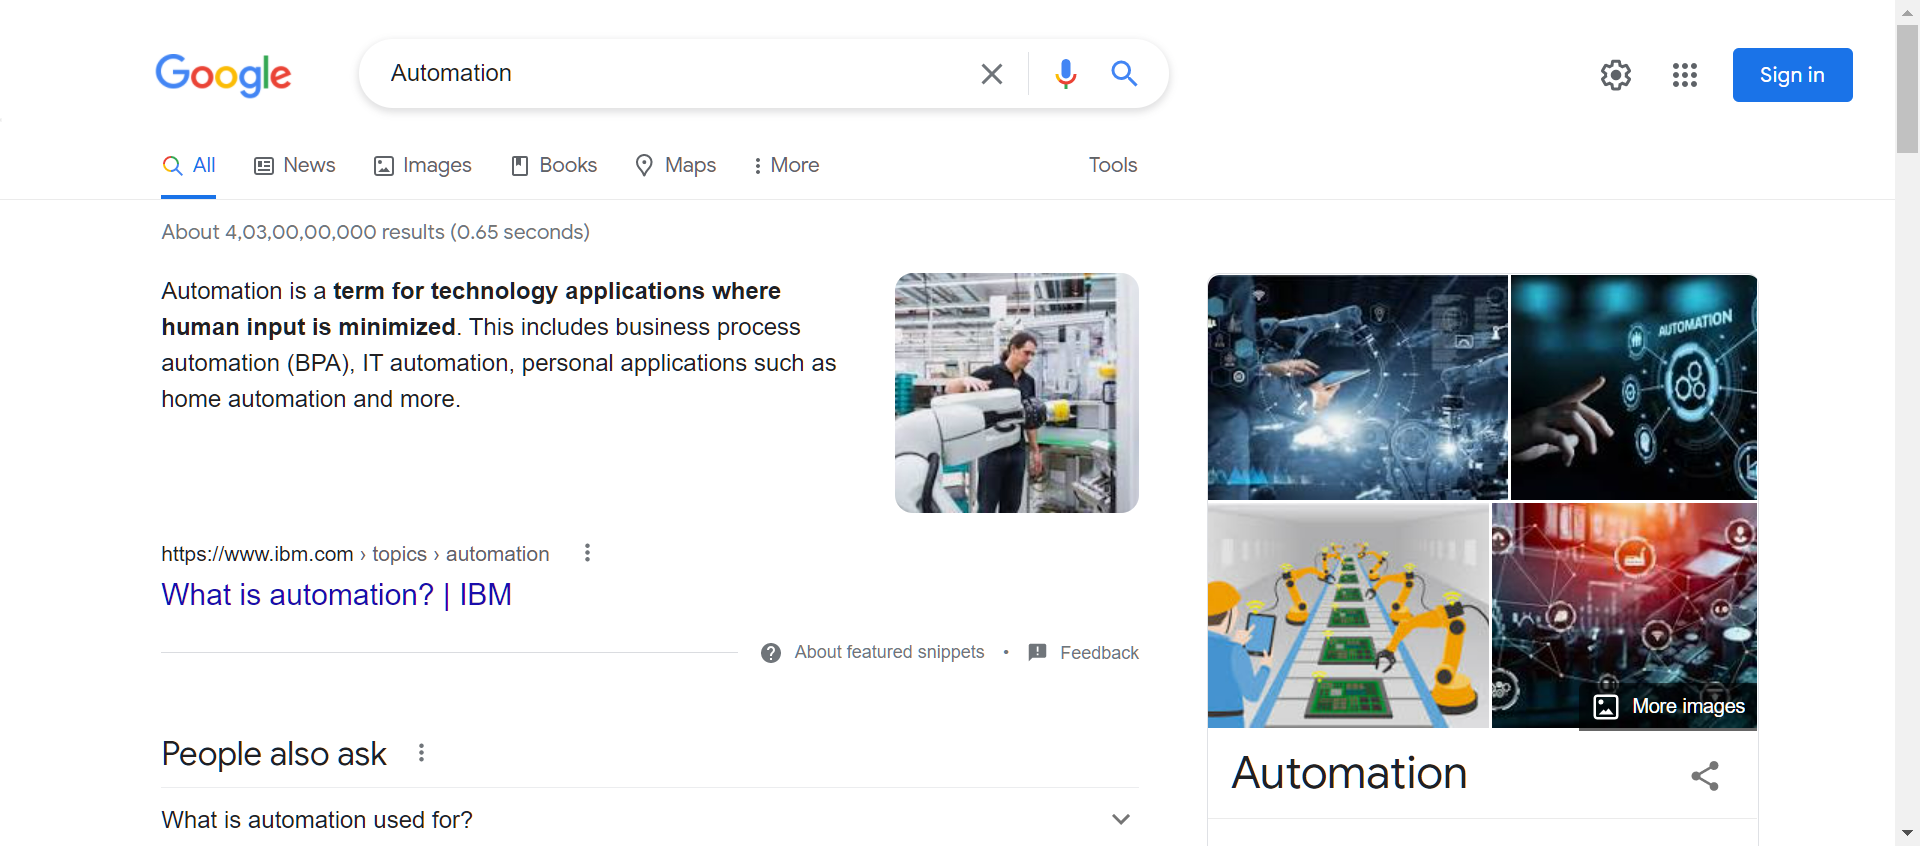 Google
Automation
Sign in
All
News
Images
Books
Maps
More
Tools
About 4,03,00,00,000 results (0.65 seconds)
Automation is a term for technology applications where
human input is minimized. This includes business process
automation (BPA), IT automation, personal applications such as
home automation and more.
https://www.ibm.com › topics › automation
What is automation? | IBM
About featured snippets • Feedback
People also ask
What is automation used for?
AUTOMATION
More images
Automation